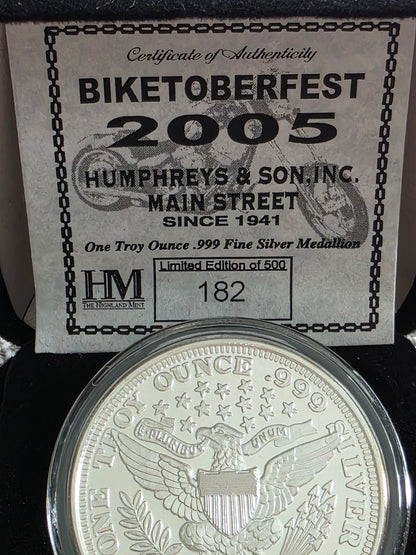 Certificate of Authenticity
BIKETOBERFEST
2005
HUMPHREYS & SON, INC.
MAIN STREET
SINCE 1941
One Troy Ounce .999 Fine Silver Medallion
Limited Edition of 500
182
HM
THE HIGHLAND MINT
ONE TROY OUNCE .999 SILVER
E PLURIBUS UNUM